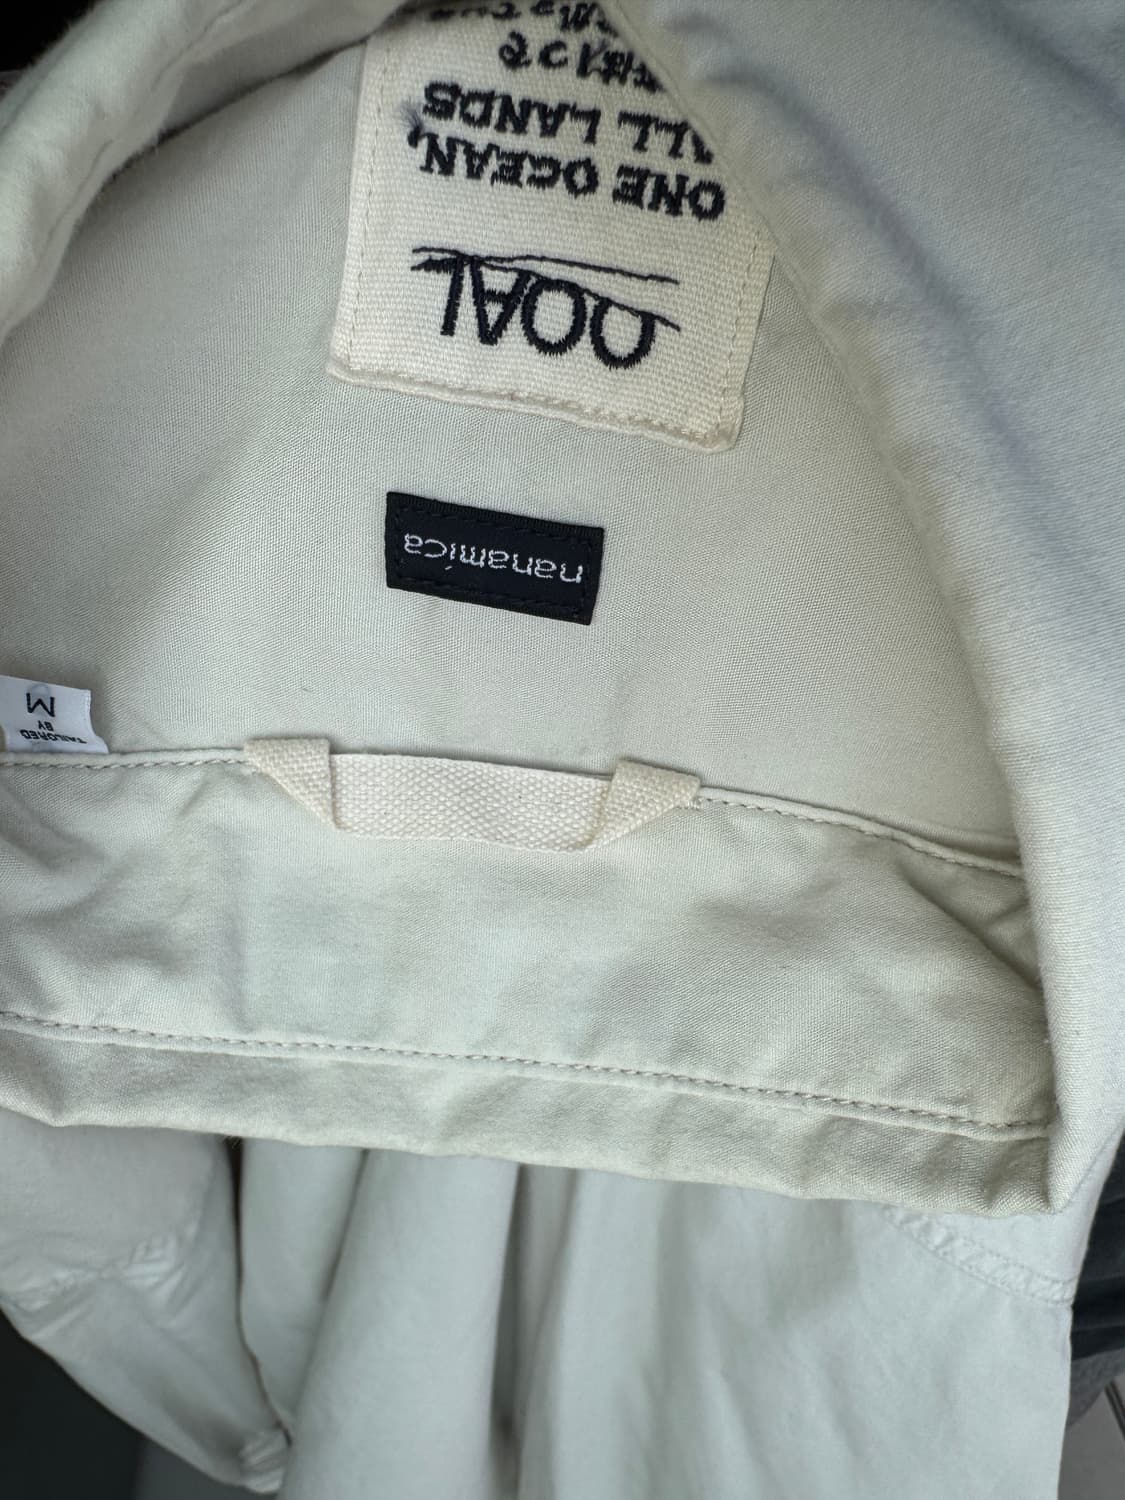 TAILORED
BY
M
nanamica
OOAL
ONE OCEAN,
ALL LANDS